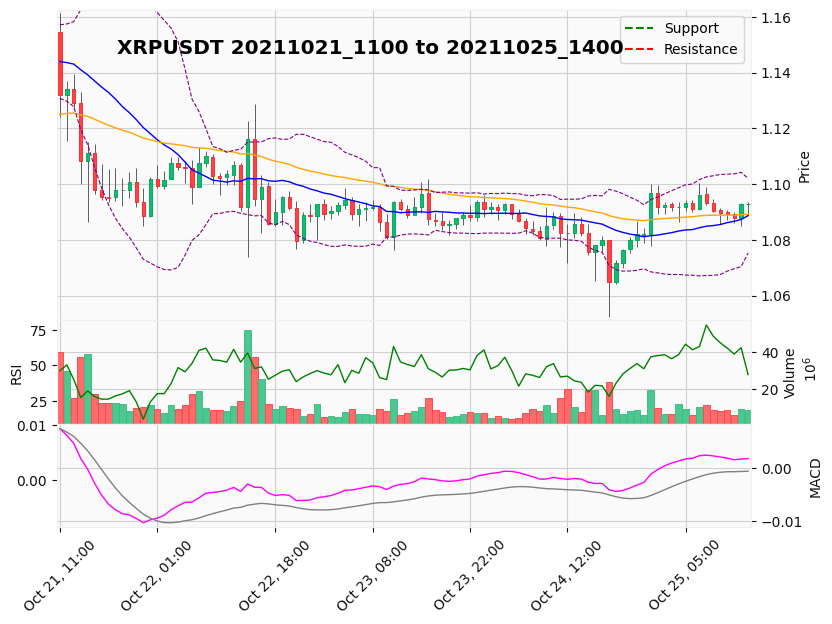 XRPUSDT 20211021_1100 to 20211025_1400
Support
Resistance
1.16
1.14
1.12
1.10
1.08
1.06
Price
75
50
25
RSI
40
20
Volume
10^6
0.01
0.00
0.00
−0.01
MACD
Oct 21, 11:00
Oct 22, 01:00
Oct 22, 18:00
Oct 23, 08:00
Oct 23, 22:00
Oct 24, 12:00
Oct 25, 05:00